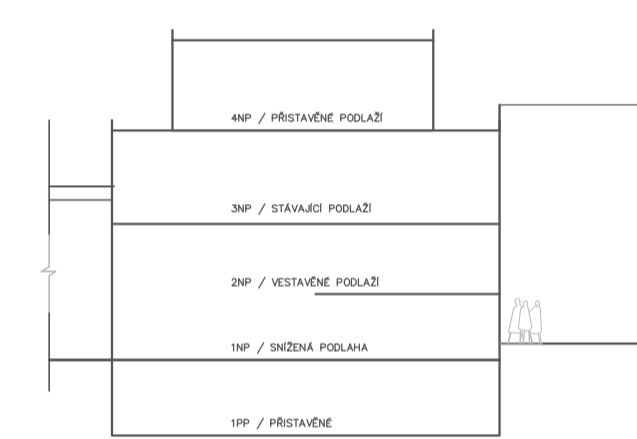 4NP / PŘISTAVĚNÉ PODLAŽÍ
3NP / STÁVAJÍCÍ PODLAŽÍ
2NP / VESTAVĚNÉ PODLAŽÍ
1NP / SNÍŽENÁ PODLAHA
1PP / PŘISTAVĚNÉ